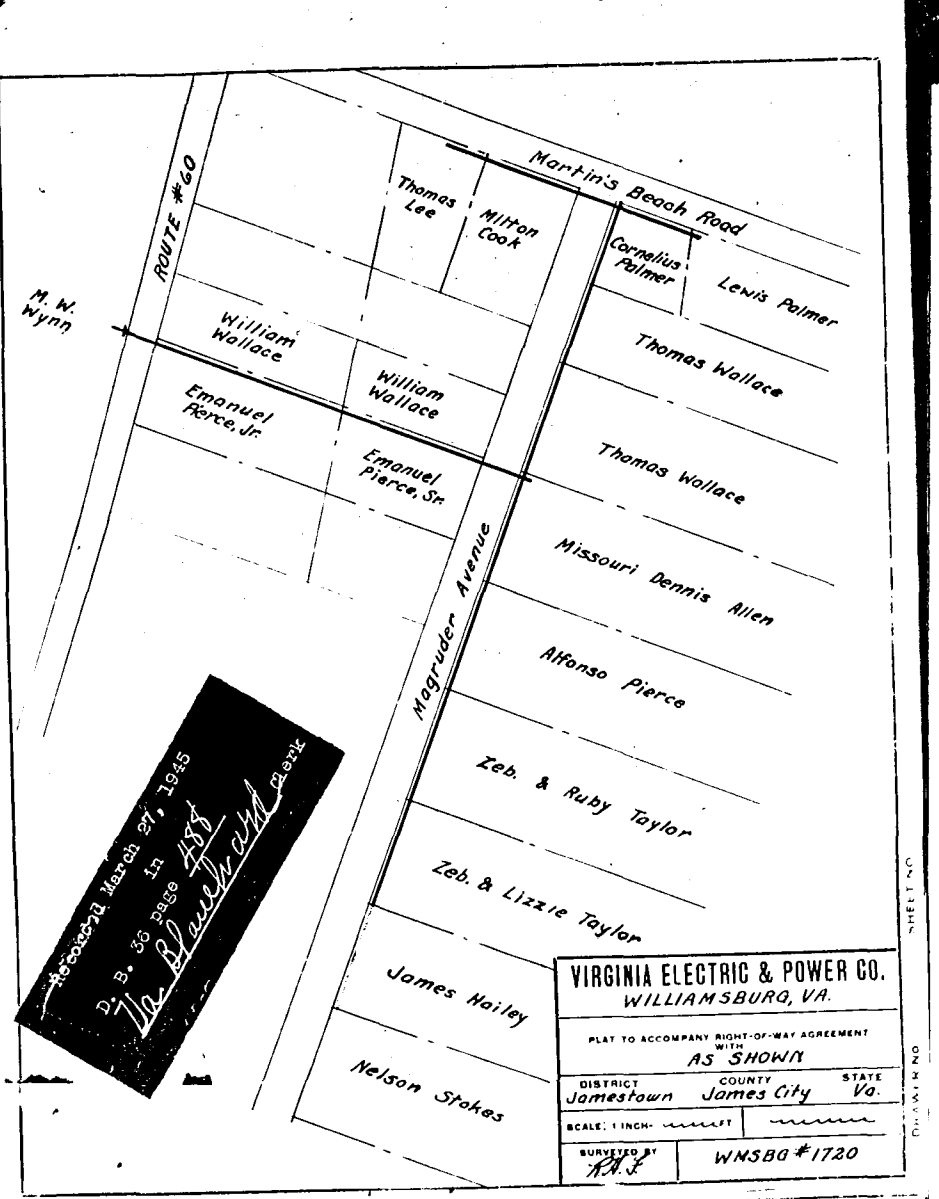 Martin's Beach Road
ROUTE #60
Thomas
Lee
Milton
Cook
Cornelius
Palmer
Lewis Palmer
M. W.
Wynn
William
Wallace
Thomas Wallace
William
Wallace
Emanuel
Pierce, Jr.
Emanuel
Pierce, Sr.
Thomas Wallace
Magruder Avenue
Missouri Dennis Allen
Alfonso Pierce
Zeb. & Ruby Taylor
Zeb. & Lizzie Taylor
James Hailey
Nelson Stokes
Recorded March 27, 1945
in
D. B. 36 page 488
Va Blanchard Clerk
VIRGINIA ELECTRIC & POWER CO.
WILLIAMSBURG, VA.
PLAT TO ACCOMPANY RIGHT-OF-WAY AGREEMENT
WITH
AS SHOWN
DISTRICT COUNTY STATE
Jamestown James City Va.
SCALE: 1 INCH- FT
SURVEYED BY
R.H.F.
WMSBG #1720
SHEET NO
DRAWER NO